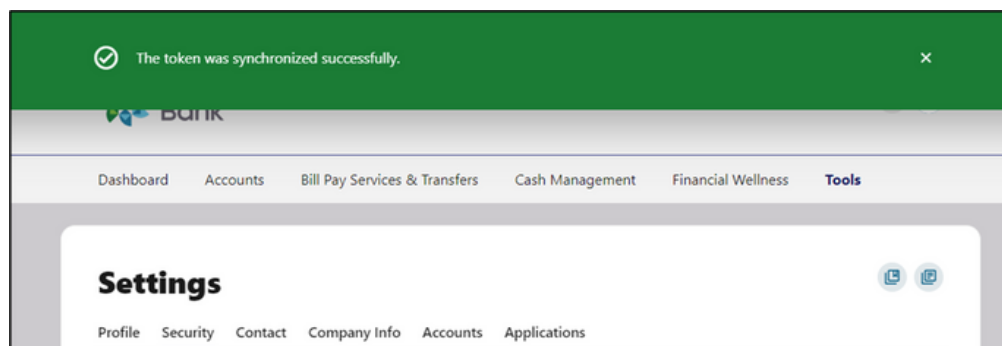 The token was synchronized successfully.
Bank
Dashboard Accounts Bill Pay Services & Transfers Cash Management Financial Wellness Tools
Settings
Profile Security Contact Company Info Accounts Applications